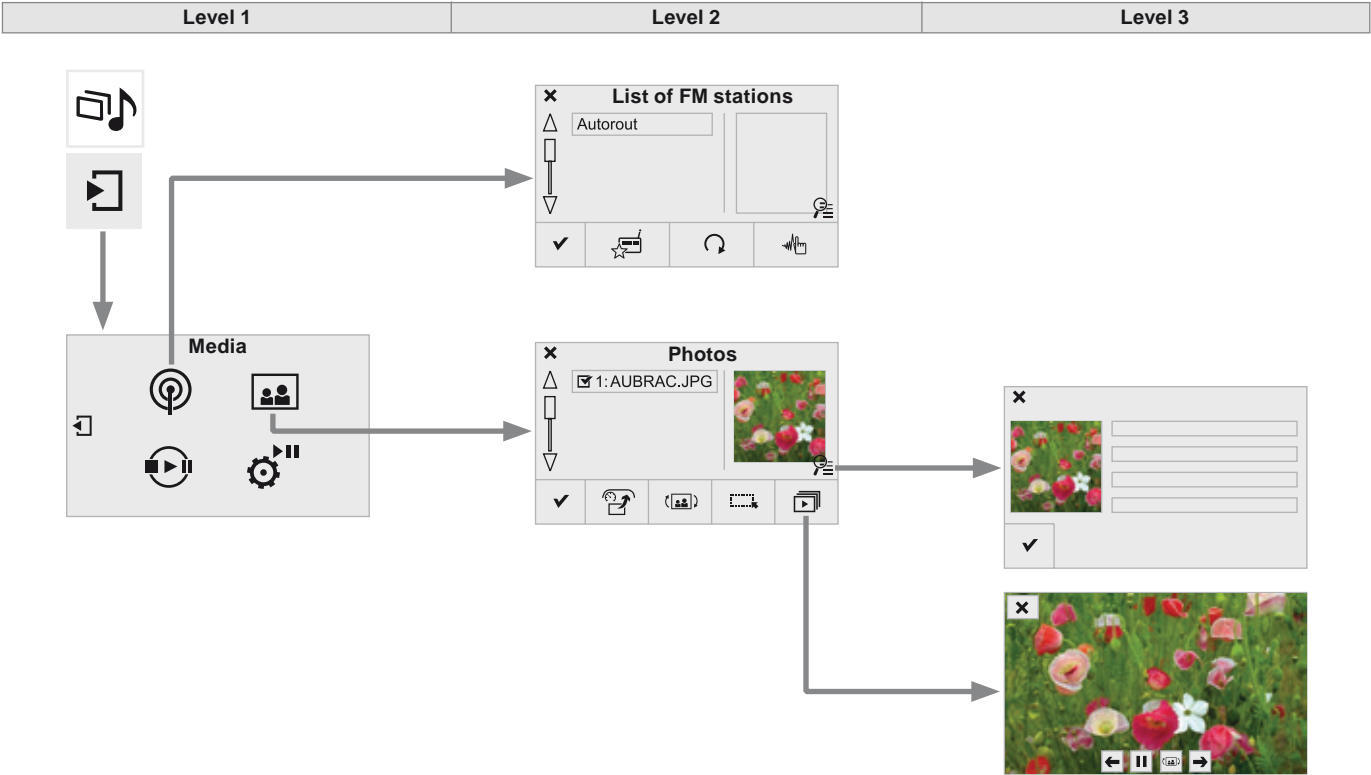 Level 1
Level 2
Level 3
List of FM stations
Autorout
Media
Photos
1: AUBRAC.JPG